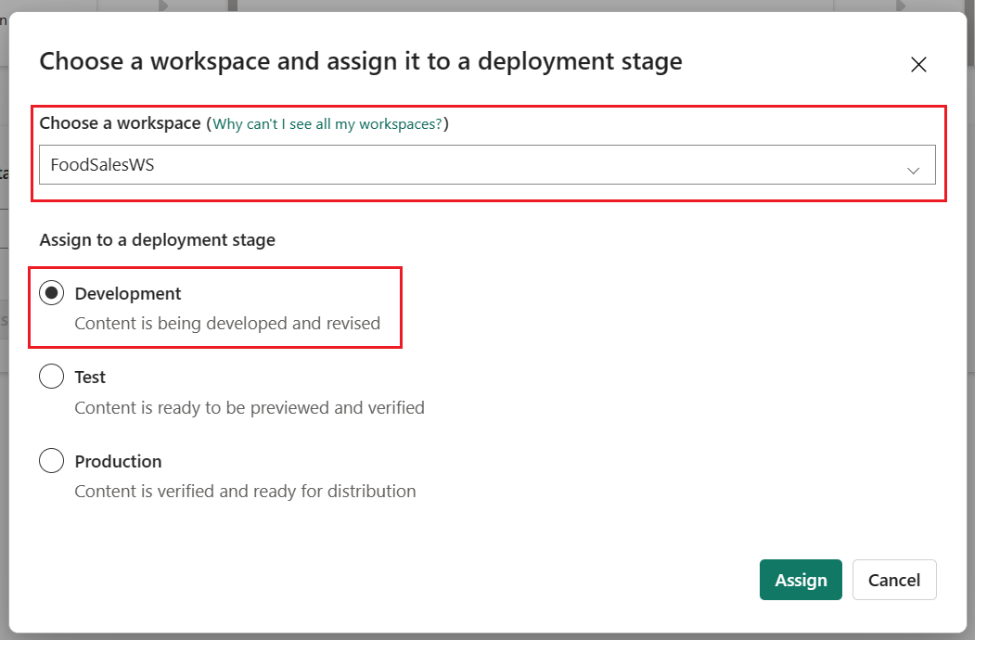 Choose a workspace and assign it to a deployment stage
Choose a workspace (Why can't I see all my workspaces?)
FoodSalesWS
Assign to a deployment stage
Development
Content is being developed and revised
Test
Content is ready to be previewed and verified
Production
Content is verified and ready for distribution
Assign
Cancel